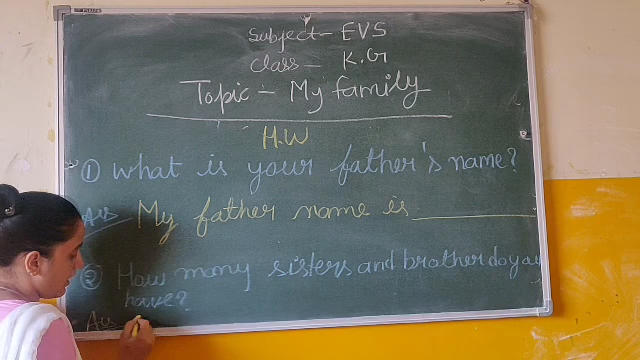 Subject - EVS
Class - K.G
Topic - My family
H.W
① What is your father's name?
Ans My father name is ________
② How many sisters and brother do you
have?
Ans